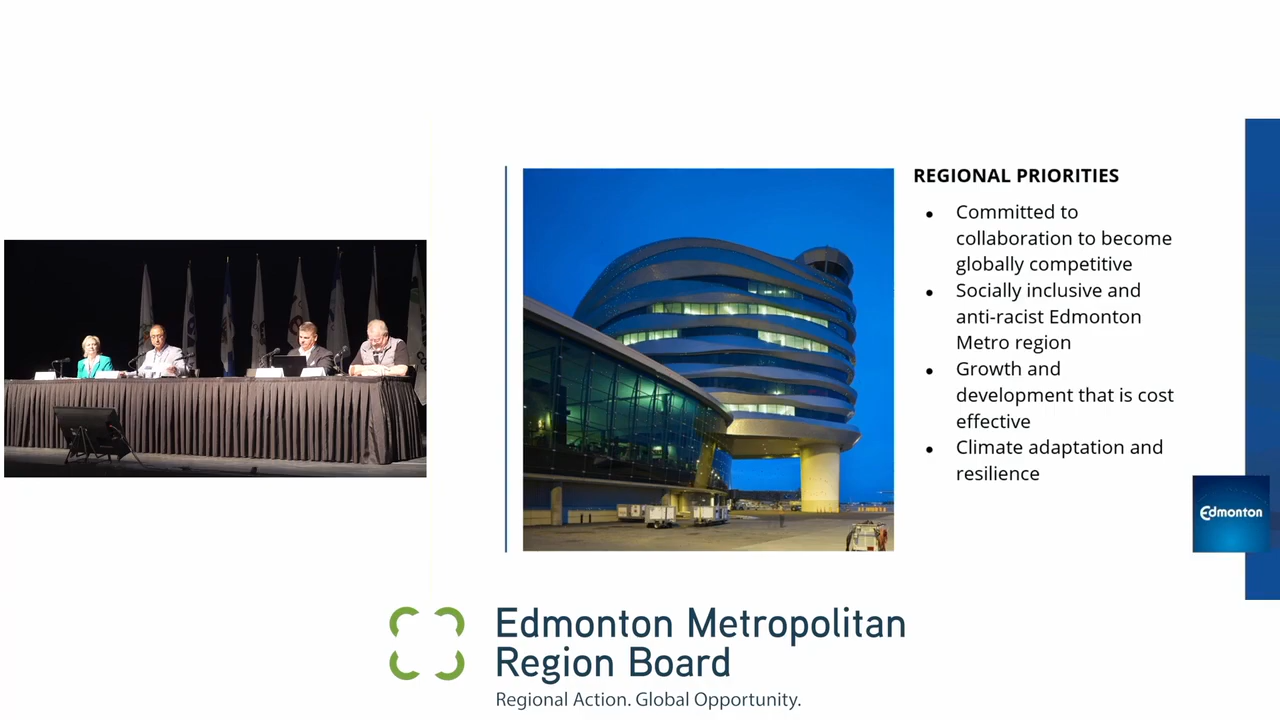 REGIONAL PRIORITIES
• Committed to
collaboration to become
globally competitive
• Socially inclusive and
anti-racist Edmonton
Metro region
• Growth and
development that is cost
effective
• Climate adaptation and
resilience
Edmonton
Edmonton Metropolitan
Region Board
Regional Action. Global Opportunity.